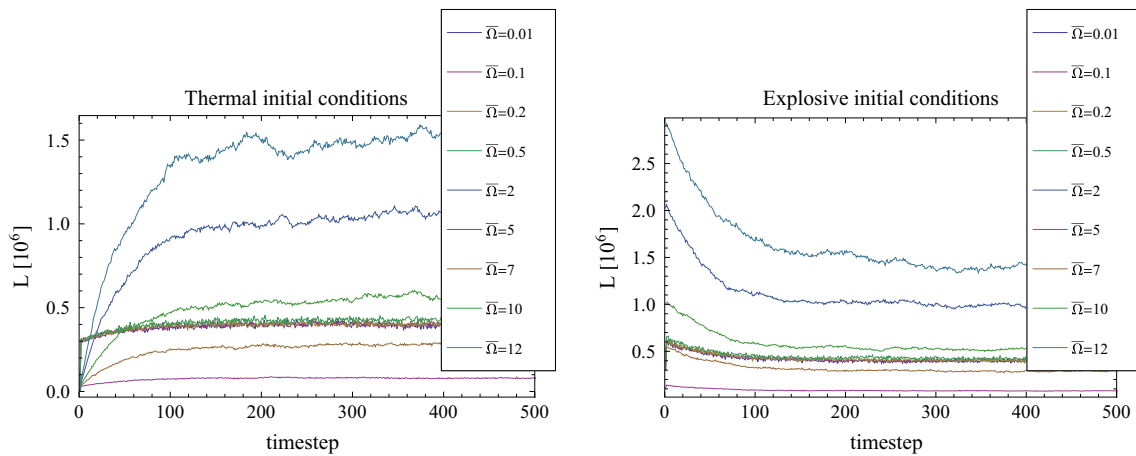 Thermal initial conditions
L [10⁶]
1.5
1.0
0.5
0.0
0
100
200
300
400
500
timestep
Ω̅=0.01
Ω̅=0.1
Ω̅=0.2
Ω̅=0.5
Ω̅=2
Ω̅=5
Ω̅=7
Ω̅=10
Ω̅=12
Explosive initial conditions
L [10⁶]
2.5
2.0
1.5
1.0
0.5
0
100
200
300
400
500
timestep
Ω̅=0.01
Ω̅=0.1
Ω̅=0.2
Ω̅=0.5
Ω̅=2
Ω̅=5
Ω̅=7
Ω̅=10
Ω̅=12